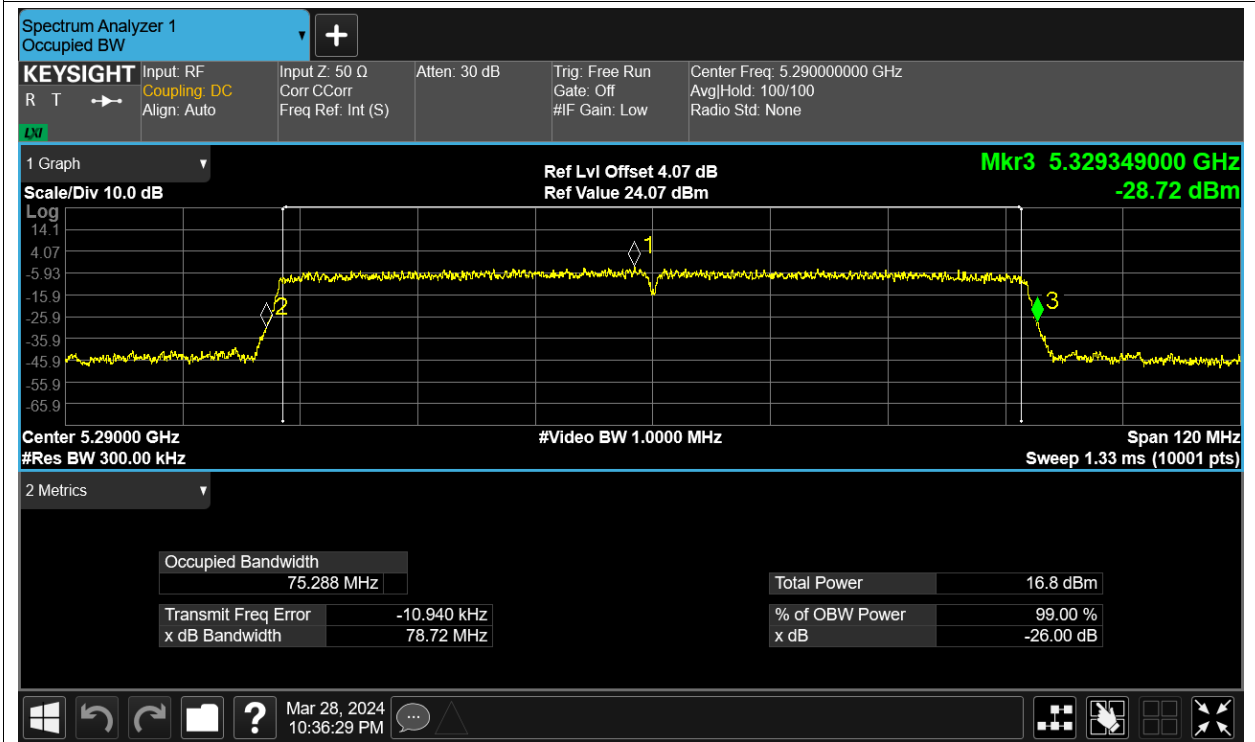 Spectrum Analyzer 1
Occupied BW
+
KEYSIGHT Input: RF Input Z: 50 Ω Atten: 30 dB Trig: Free Run Center Freq: 5.290000000 GHz
R T Coupling: DC Corr CCorr Gate: Off Avg|Hold: 100/100
Align: Auto Freq Ref: Int (S) #IF Gain: Low Radio Std: None
LXI
1 Graph Ref Lvl Offset 4.07 dB Mkr3 5.329349000 GHz
Scale/Div 10.0 dB Ref Value 24.07 dBm -28.72 dBm
Log
14.1
4.07
-5.93
-15.9
-25.9
-35.9
-45.9
-55.9
-65.9
1
2
3
Center 5.29000 GHz #Video BW 1.0000 MHz Span 120 MHz
#Res BW 300.00 kHz Sweep 1.33 ms (10001 pts)
2 Metrics
Occupied Bandwidth
75.288 MHz Total Power 16.8 dBm
Transmit Freq Error -10.940 kHz % of OBW Power 99.00 %
x dB Bandwidth 78.72 MHz x dB -26.00 dB
? Mar 28, 2024
10:36:29 PM